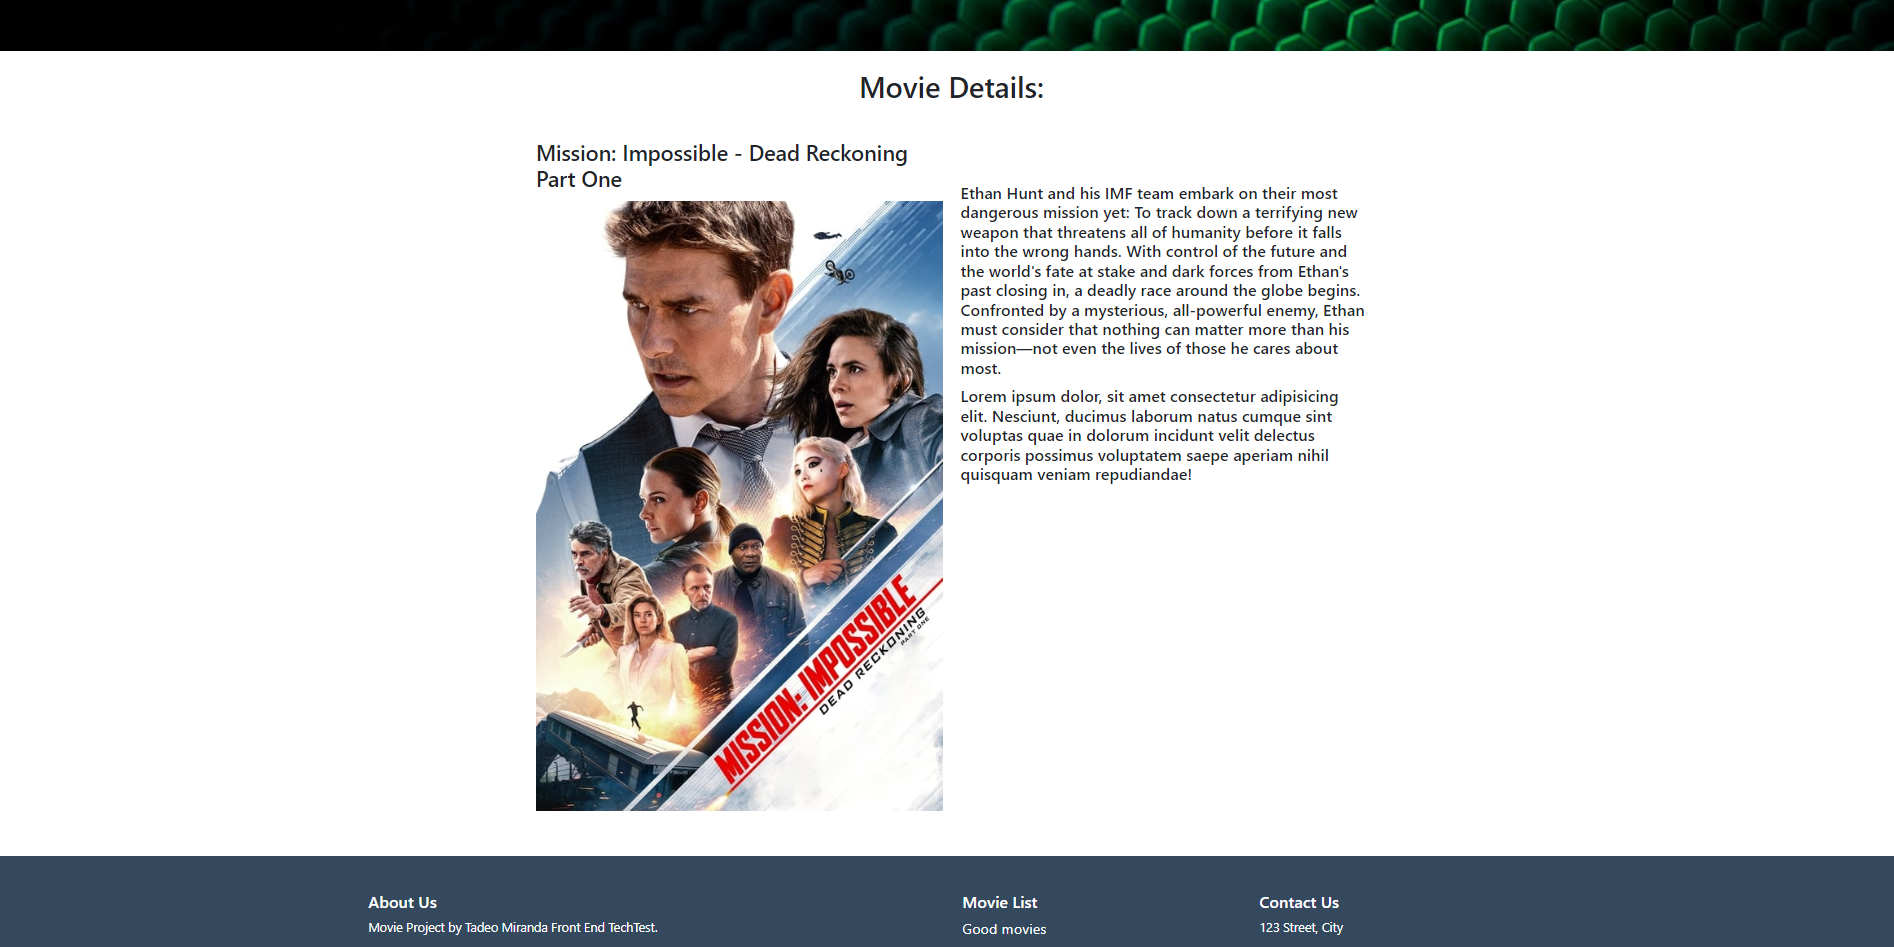 Movie Details:
Mission: Impossible - Dead Reckoning
Part One
MISSION: IMPOSSIBLE
DEAD RECKONING
PART ONE
Ethan Hunt and his IMF team embark on their most
dangerous mission yet: To track down a terrifying new
weapon that threatens all of humanity before it falls
into the wrong hands. With control of the future and
the world's fate at stake and dark forces from Ethan's
past closing in, a deadly race around the globe begins.
Confronted by a mysterious, all-powerful enemy, Ethan
must consider that nothing can matter more than his
mission—not even the lives of those he cares about
most.
Lorem ipsum dolor, sit amet consectetur adipisicing
elit. Nesciunt, ducimus laborum natus cumque sint
voluptas quae in dolorum incidunt velit delectus
corporis possimus voluptatem saepe aperiam nihil
quisquam veniam repudiandae!
About Us
Movie Project by Tadeo Miranda Front End TechTest.
Movie List
Good movies
Contact Us
123 Street, City